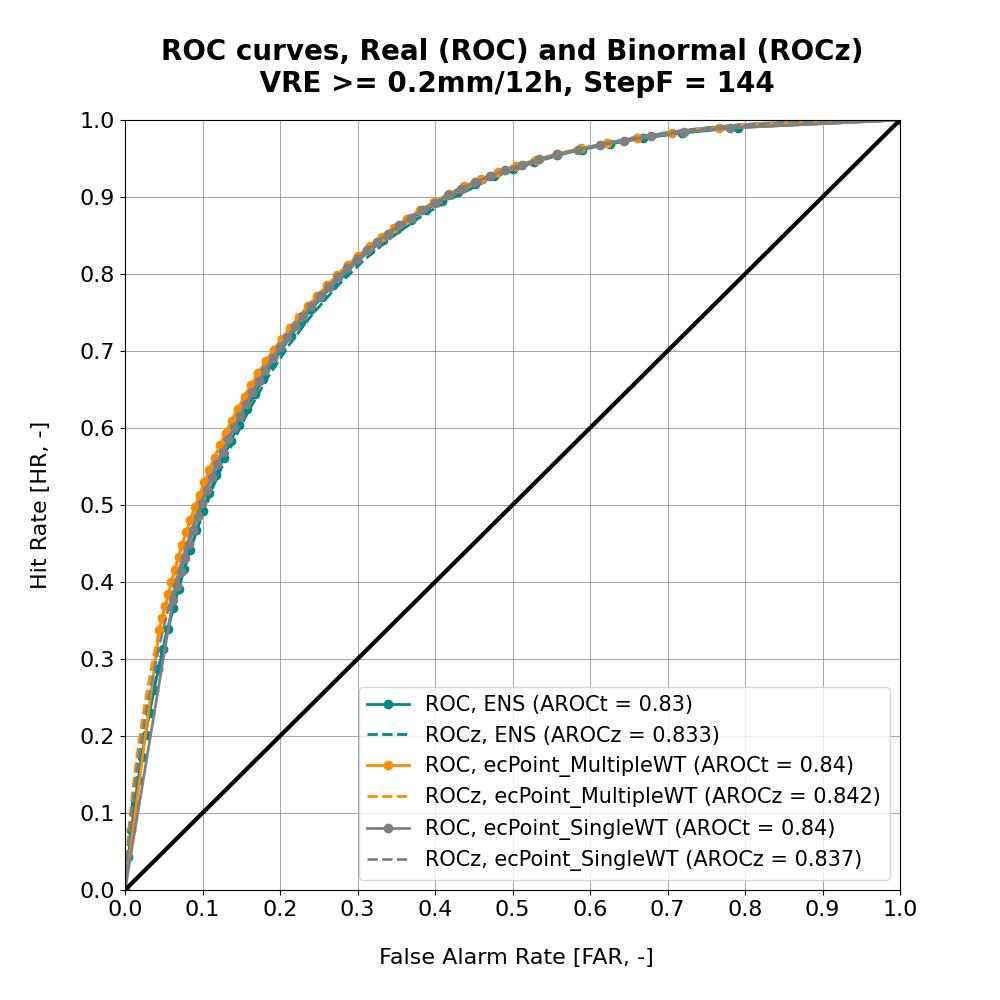 ROC curves, Real (ROC) and Binormal (ROCz)
VRE >= 0.2mm/12h, StepF = 144
1.0
0.9
0.8
0.7
0.6
0.5
0.4
0.3
0.2
0.1
0.0
Hit Rate [HR, -]
ROC, ENS (AROCt = 0.83)
ROCz, ENS (AROCz = 0.833)
ROC, ecPoint_MultipleWT (AROCt = 0.84)
ROCz, ecPoint_MultipleWT (AROCz = 0.842)
ROC, ecPoint_SingleWT (AROCt = 0.84)
ROCz, ecPoint_SingleWT (AROCz = 0.837)
0.0 0.1 0.2 0.3 0.4 0.5 0.6 0.7 0.8 0.9 1.0
False Alarm Rate [FAR, -]